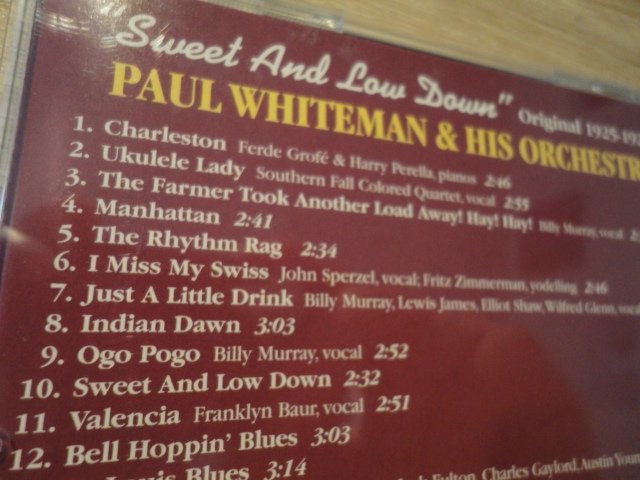 "Sweet And Low Down" Original 1925-192
PAUL WHITEMAN & HIS ORCHESTR
1. Charleston Ferde Grofé & Harry Perella, pianos 2:46
2. Ukulele Lady Southern Fall Colored Quartet, vocal 2:55
3. The Farmer Took Another Load Away! Hay! Hay! Billy Murray, vocal
4. Manhattan 2:41
5. The Rhythm Rag 2:34
6. I Miss My Swiss John Sperzel, vocal; Fritz Zimmerman, yodelling 2:46
7. Just A Little Drink Billy Murray, Lewis James, Elliot Shaw, Wilfred Glenn, voca
8. Indian Dawn 3:03
9. Ogo Pogo Billy Murray, vocal 2:52
10. Sweet And Low Down 2:32
11. Valencia Franklyn Baur, vocal 2:51
12. Bell Hoppin' Blues 3:03
Louis Blues 3:14
Fulton, Charles Gaylord, Austin Youn